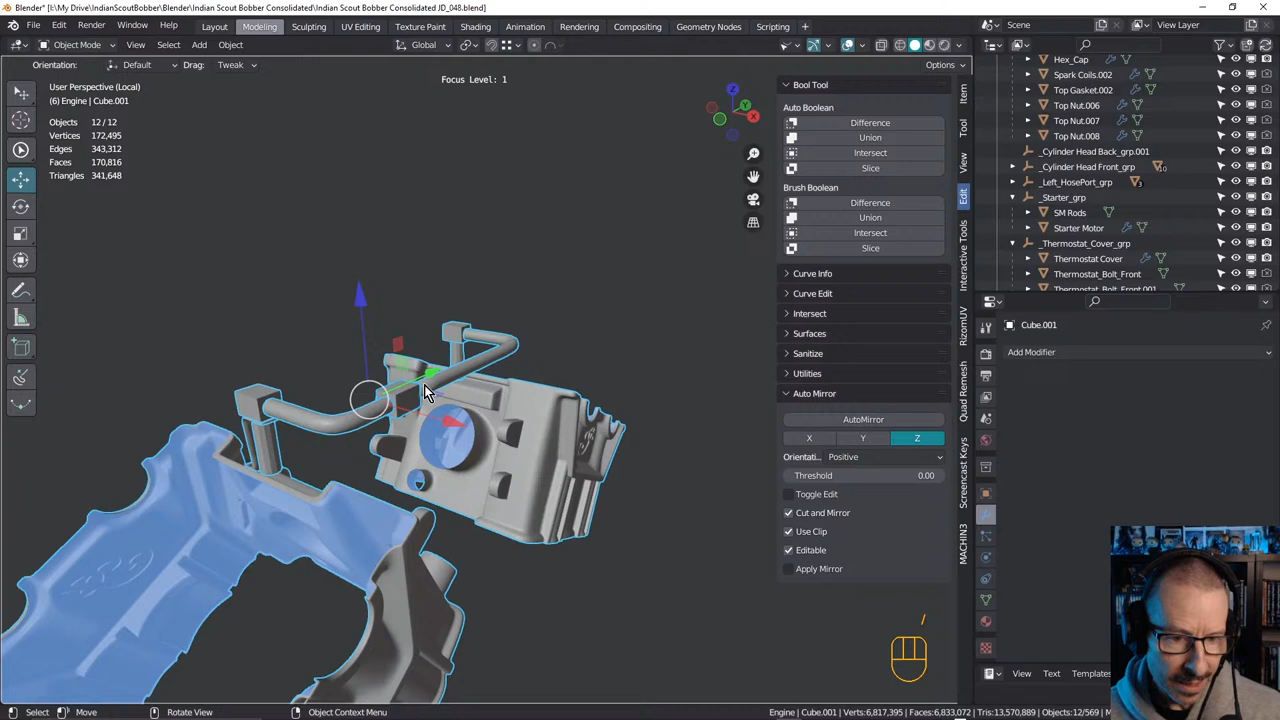 Blender* [I:\My Drive\IndianScoutBobber\Blender\Indian Scout Bobber Consolidated\Indian Scout Bobber Consolidated JD_048.blend]
File Edit Render Window Help
Layout Modeling Sculpting UV Editing Texture Paint Shading Animation Rendering Compositing Geometry Nodes Scripting +
Scene
View Layer
Object Mode View Select Add Object
Global
Orientation: Default Drag: Tweak
Options
Focus Level: 1
User Perspective (Local)
(6) Engine | Cube.001
Objects 12 / 12
Vertices 172,495
Edges 343,312
Faces 170,816
Triangles 341,648
Z
Y
X
Bool Tool
Auto Boolean
Difference
Union
Intersect
Slice
Brush Boolean
Difference
Union
Intersect
Slice
Curve Info
Curve Edit
Intersect
Surfaces
Sanitize
Utilities
Auto Mirror
AutoMirror
X Y Z
Orientati.. Positive
Threshold 0.00
Toggle Edit
Cut and Mirror
Use Clip
Editable
Apply Mirror
Item
Tool
View
Edit
Interactive Tools
RizomUV
Quad Remesh
Screencast Keys
MACHIN3
Hex_Cap
Spark Coils.002
Top Gasket.002
Top Nut.006
Top Nut.007
Top Nut.008
_Cylinder Head Back_grp.001
_Cylinder Head Front_grp 10
_Left_HosePort_grp 3
_Starter_grp
SM Rods
Starter Motor
_Thermostat_Cover_grp
Thermostat Cover
Thermostat_Bolt_Front
Thermostat_Bolt_Front.001
Cube.001
Add Modifier
View Text Templates
/
Select Move Rotate View Object Context Menu
Engine | Cube.001 | Verts:6,817,395 | Faces:6,833,072 | Tris:13,570,889 | Objects:12/569